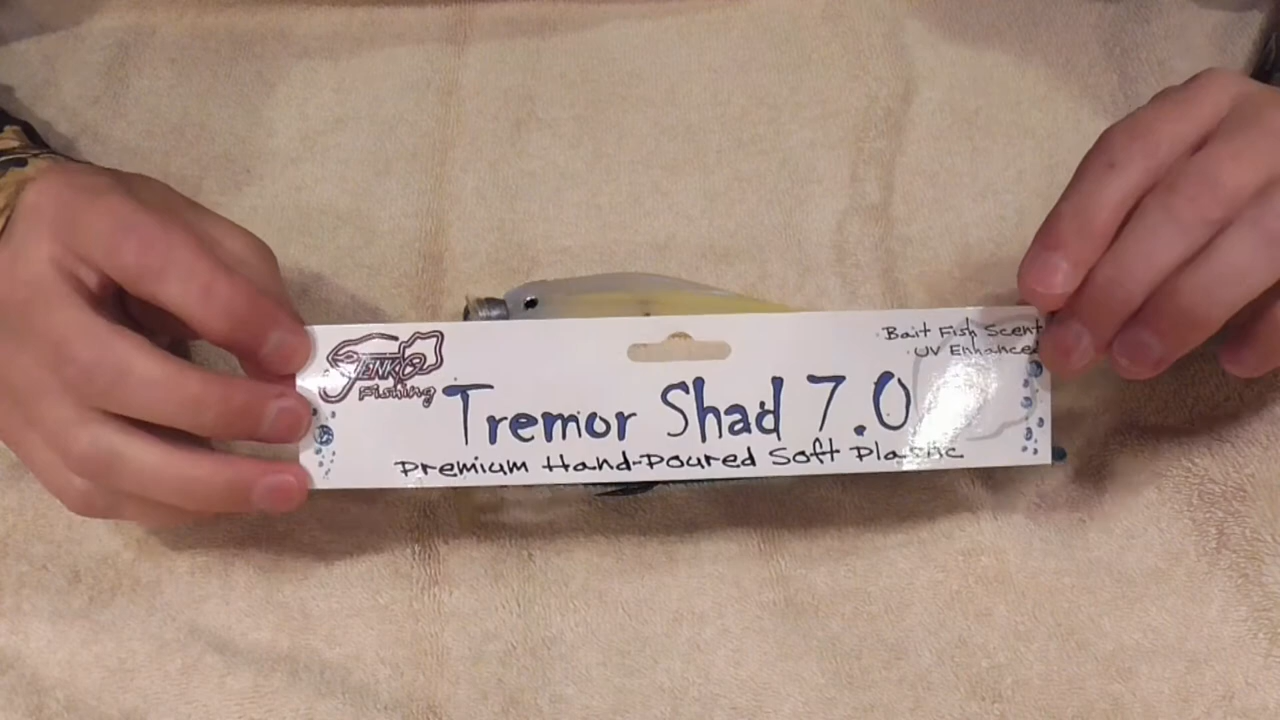 JENKO
Fishing
Bait Fish Scent
UV Enhanced
Tremor Shad 7.0
Premium Hand-Poured Soft Plastic